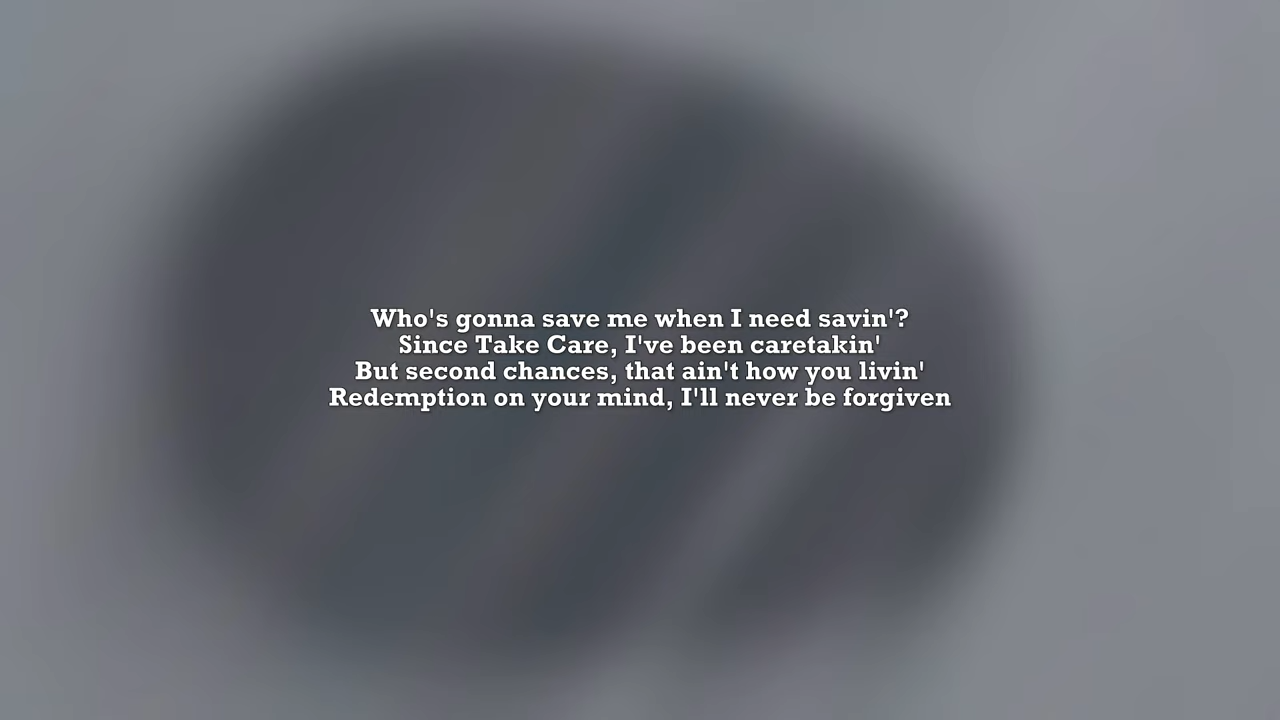 Who's gonna save me when I need savin'?
Since Take Care, I've been caretakin'
But second chances, that ain't how you livin'
Redemption on your mind, I'll never be forgiven